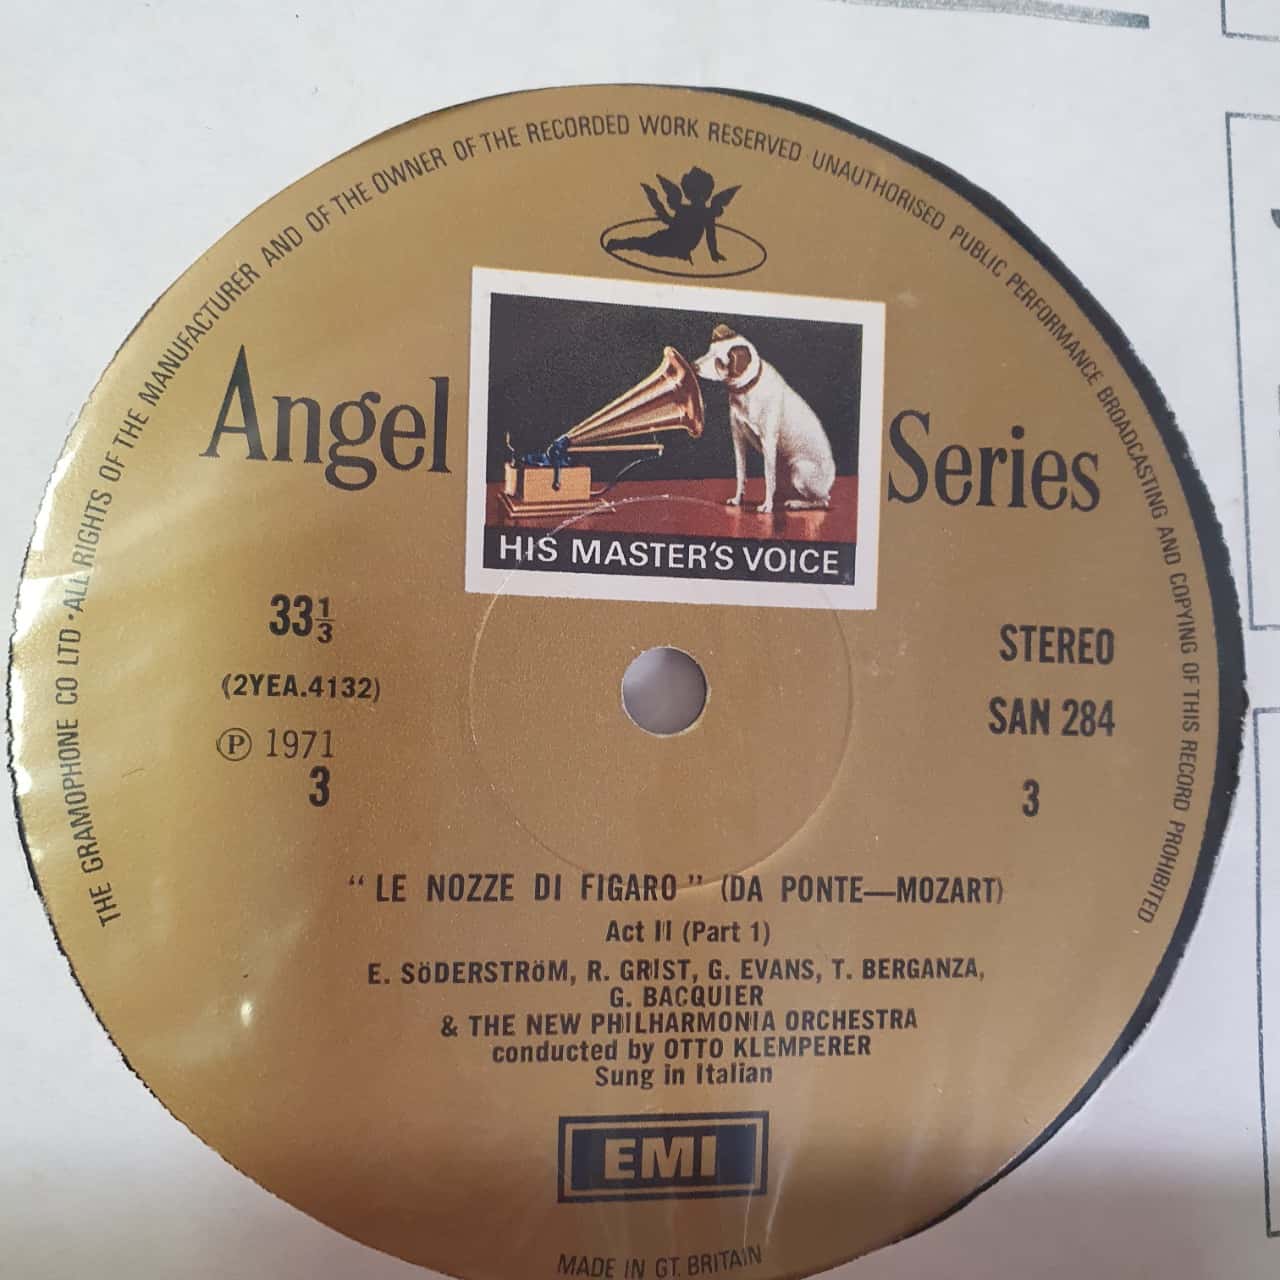 THE GRAMOPHONE CO LTD · ALL RIGHTS OF THE MANUFACTURER AND OF THE OWNER OF THE RECORDED WORK RESERVED · UNAUTHORISED PUBLIC PERFORMANCE BROADCASTING AND COPYING OF THIS RECORD PROHIBITED
Angel Series
HIS MASTER'S VOICE
33⅓
STEREO
(2YEA.4132)
SAN 284
Ⓟ 1971
3
3
“LE NOZZE DI FIGARO” (DA PONTE—MOZART)
Act II (Part 1)
E. SöDERSTRöM, R. GRIST, G. EVANS, T. BERGANZA,
G. BACQUIER
& THE NEW PHILHARMONIA ORCHESTRA
conducted by OTTO KLEMPERER
Sung in Italian
EMI
MADE IN GT. BRITAIN